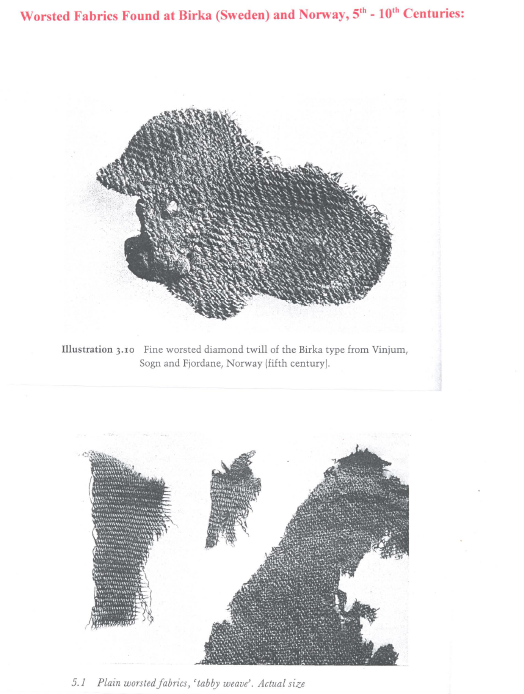 Worsted Fabrics Found at Birka (Sweden) and Norway, 5th - 10th Centuries:
Illustration 3.10 Fine worsted diamond twill of the Birka type from Vinjum,
Sogn and Fjordane, Norway (fifth century).
5.1 Plain worsted fabrics, 'tabby weave'. Actual size